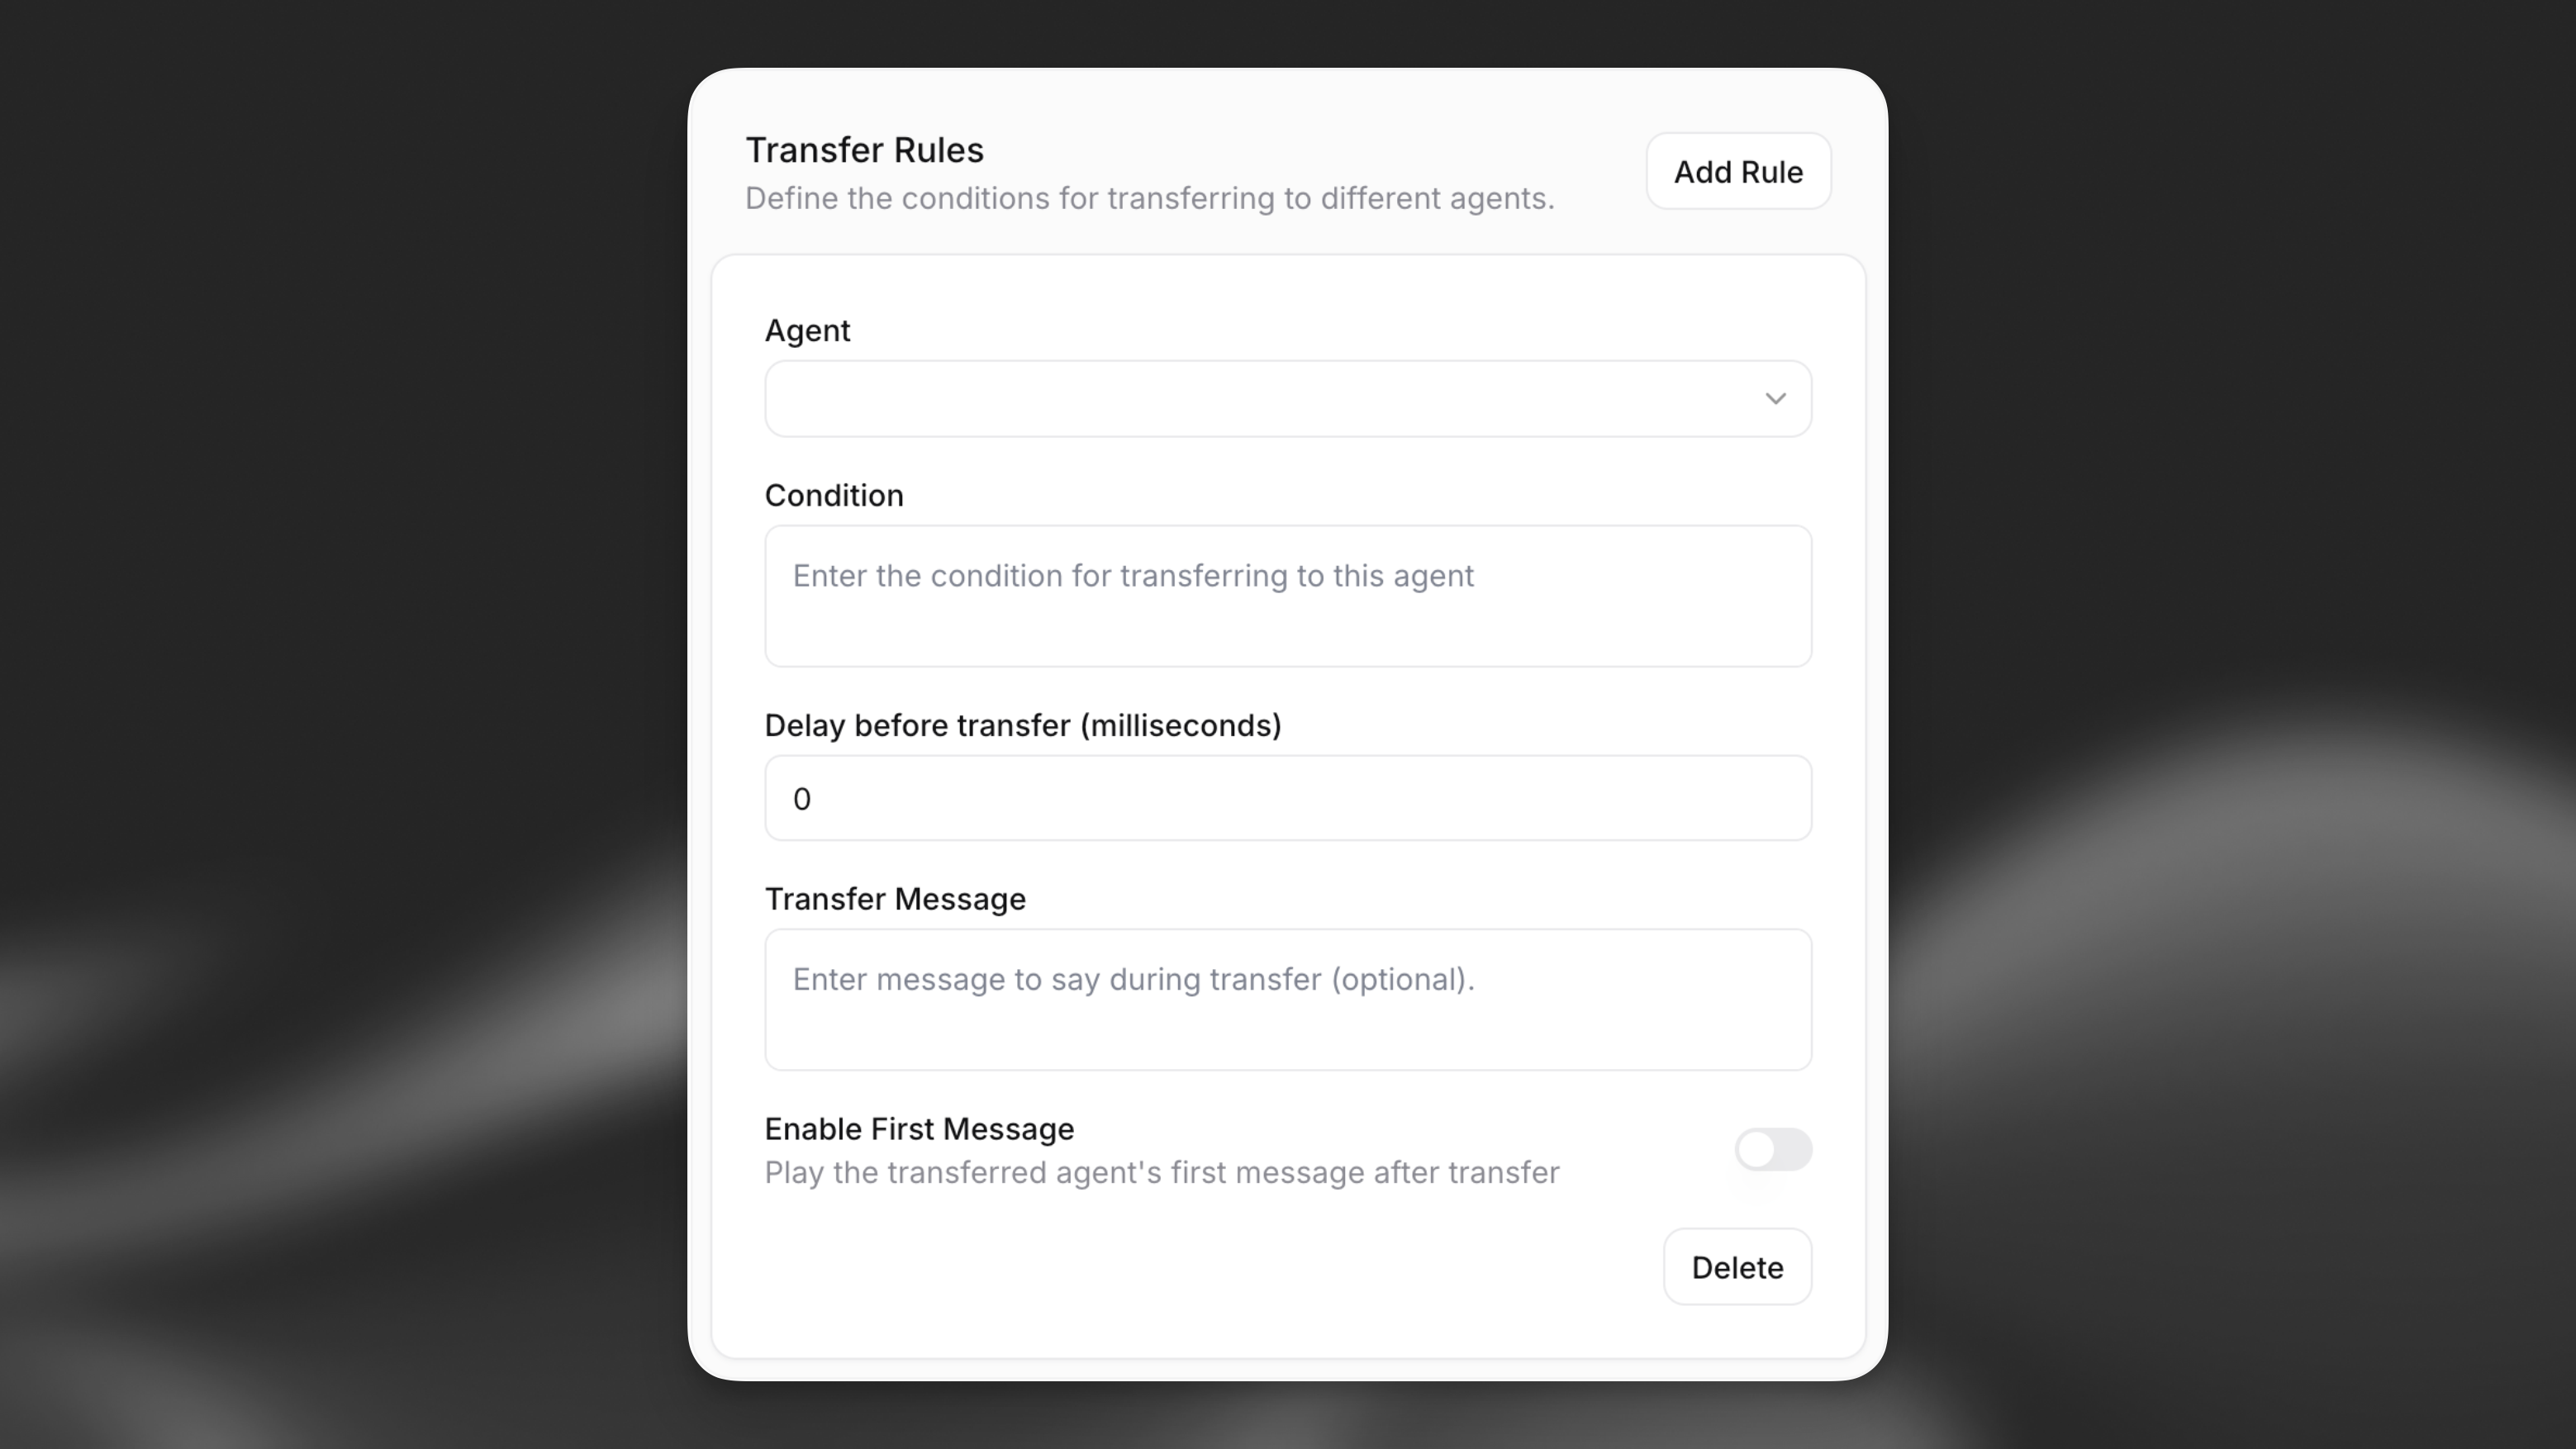 Transfer Rules
Define the conditions for transferring to different agents.
Add Rule
Agent
Condition
Enter the condition for transferring to this agent
Delay before transfer (milliseconds)
0
Transfer Message
Enter message to say during transfer (optional).
Enable First Message
Play the transferred agent's first message after transfer
Delete